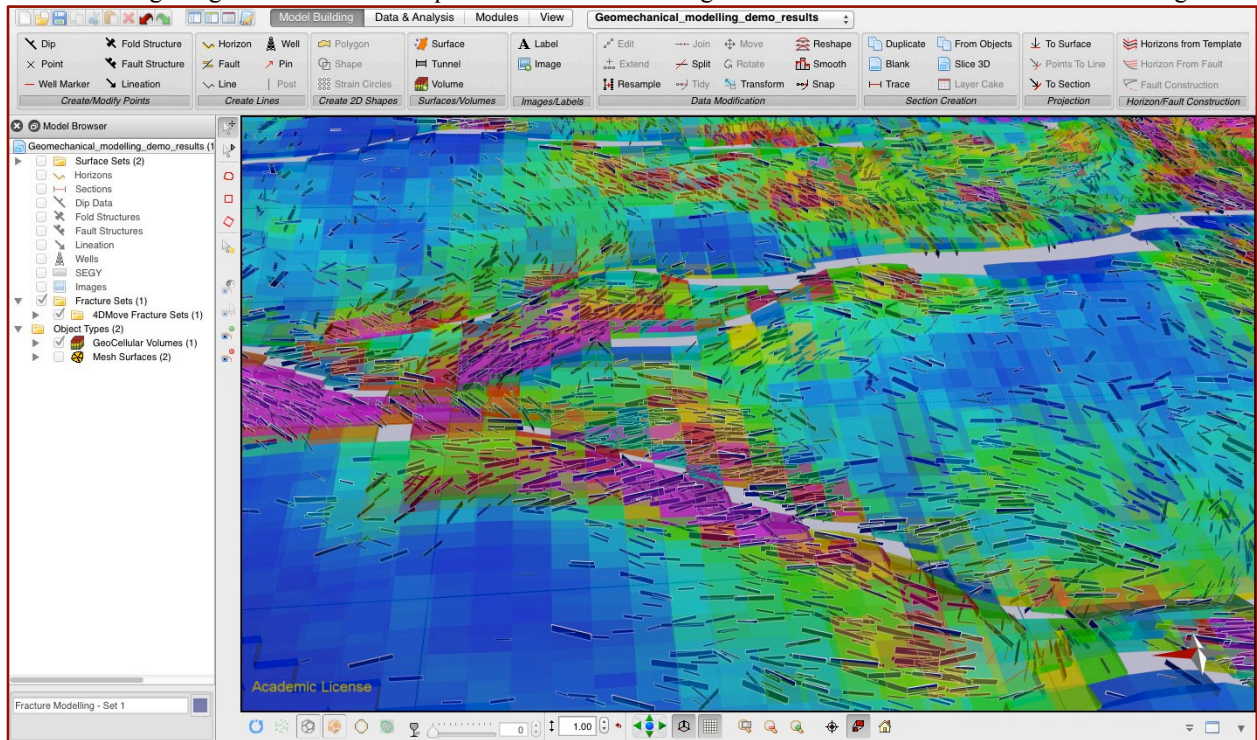 Model Building Data & Analysis Modules View Geomechanical_modelling_demo_results
Dip Fold Structure Horizon Well Polygon Surface Label Edit Join Move Reshape Duplicate From Objects To Surface Horizons from Template
Point Fault Structure Fault Pin Shape Tunnel Image Extend Split Rotate Smooth Blank Slice 3D Points To Line Horizon From Fault
Well Marker Lineation Line Post Strain Circles Volume Resample Tidy Transform Snap Trace Layer Cake To Section Fault Construction
Create/Modify Points Create Lines Create 2D Shapes Surfaces/Volumes Images/Labels Data Modification Section Creation Projection Horizon/Fault Construction
Model Browser
Geomechanical_modelling_demo_results (1
Surface Sets (2)
Horizons
Sections
Dip Data
Fold Structures
Fault Structures
Lineation
Wells
SEGY
Images
Fracture Sets (1)
4DMove Fracture Sets (1)
Object Types (2)
GeoCellular Volumes (1)
Mesh Surfaces (2)
Academic License
Fracture Modelling - Set 1
0 1.00